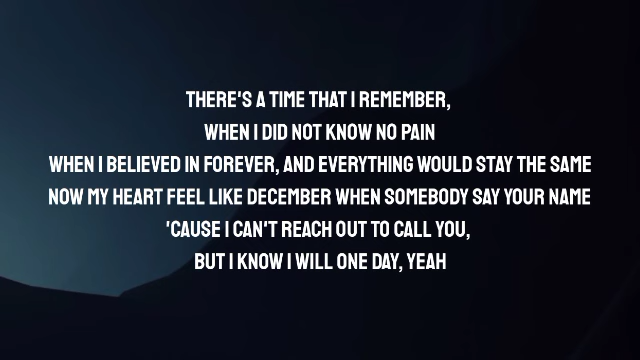 THERE'S A TIME THAT I REMEMBER,
WHEN I DID NOT KNOW NO PAIN
WHEN I BELIEVED IN FOREVER, AND EVERYTHING WOULD STAY THE SAME
NOW MY HEART FEEL LIKE DECEMBER WHEN SOMEBODY SAY YOUR NAME
'CAUSE I CAN'T REACH OUT TO CALL YOU,
BUT I KNOW I WILL ONE DAY, YEAH